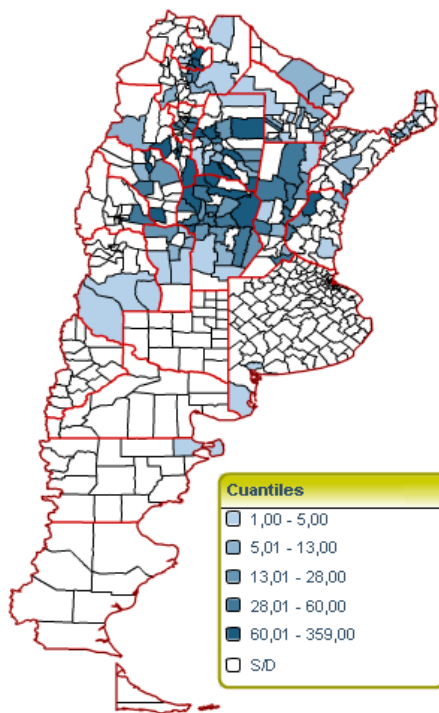 Cuantiles
1,00 - 5,00
5,01 - 13,00
13,01 - 28,00
28,01 - 60,00
60,01 - 359,00
S/D